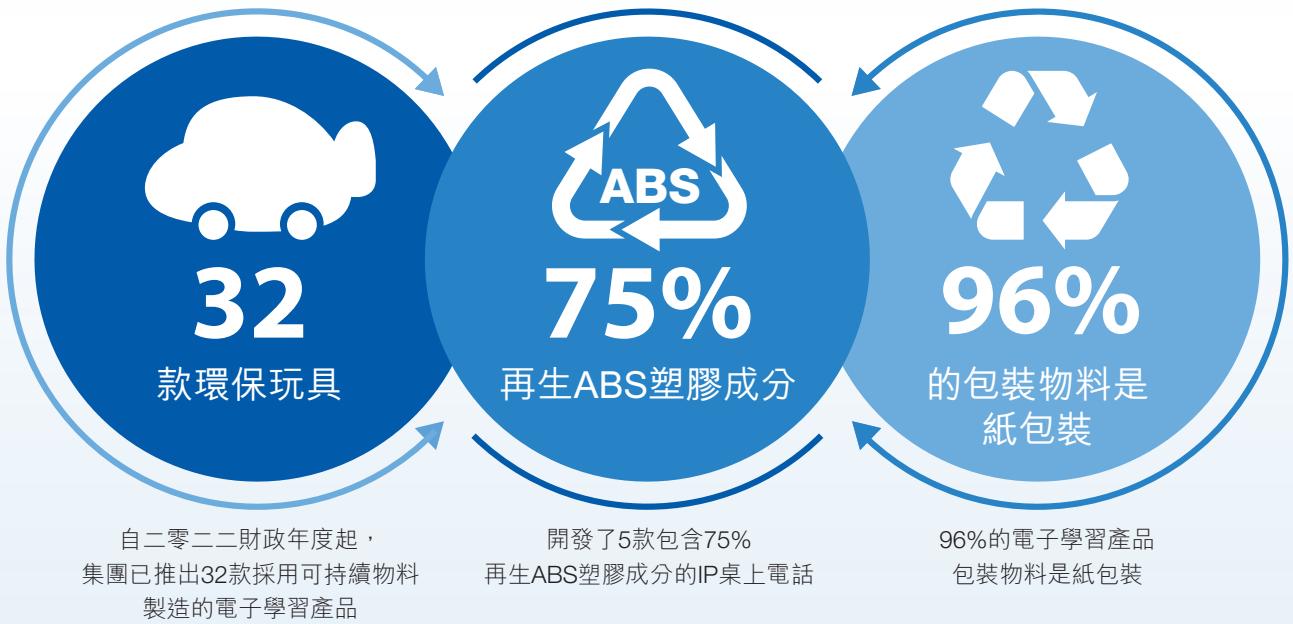 32
款環保玩具
自二零二二財政年度起，
集團已推出32款採用可持續物料
製造的電子學習產品
ABS
75%
再生ABS塑膠成分
開發了5款包含75%
再生ABS塑膠成分的IP桌上電話
96%
的包裝物料是
紙包裝
96%的電子學習產品
包裝物料是紙包裝